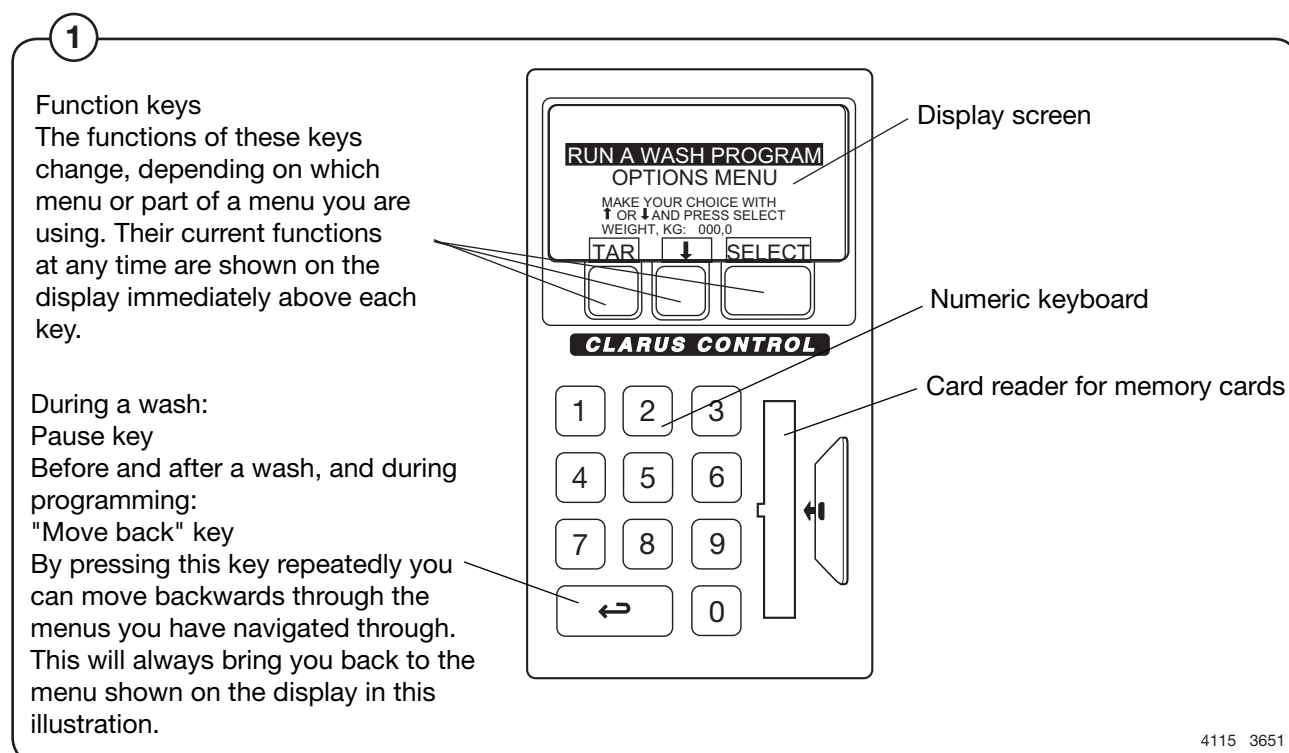 1
Function keys
The functions of these keys
change, depending on which
menu or part of a menu you are
using. Their current functions
at any time are shown on the
display immediately above each
key.
During a wash:
Pause key
Before and after a wash, and during
programming:
"Move back" key
By pressing this key repeatedly you
can move backwards through the
menus you have navigated through.
This will always bring you back to the
menu shown on the display in this
illustration.
RUN A WASH PROGRAM
OPTIONS MENU
MAKE YOUR CHOICE WITH
⬆ OR ⬇ AND PRESS SELECT
WEIGHT, KG: 000,0
TAR ⬇ SELECT
CLARUS CONTROL
1 2 3
4 5 6
7 8 9
↩ 0
Display screen
Numeric keyboard
Card reader for memory cards
4115 3651